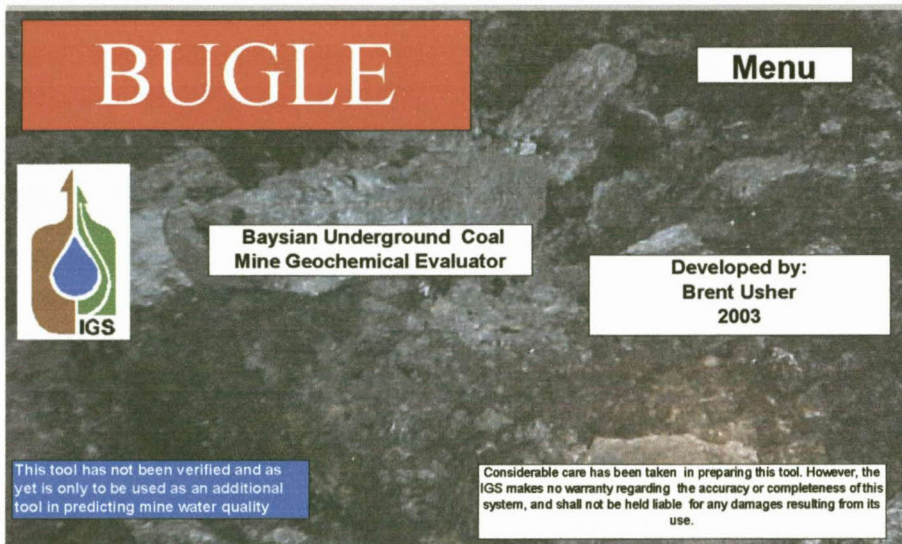 BUGLE
Menu
IGS
Baysian Underground Coal
Mine Geochemical Evaluator
Developed by:
Brent Usher
2003
This tool has not been verified and as
yet is only to be used as an additional
tool in predicting mine water quality
Considerable care has been taken in preparing this tool. However, the
IGS makes no warranty regarding the accuracy or completeness of this
system, and shall not be held liable for any damages resulting from its
use.